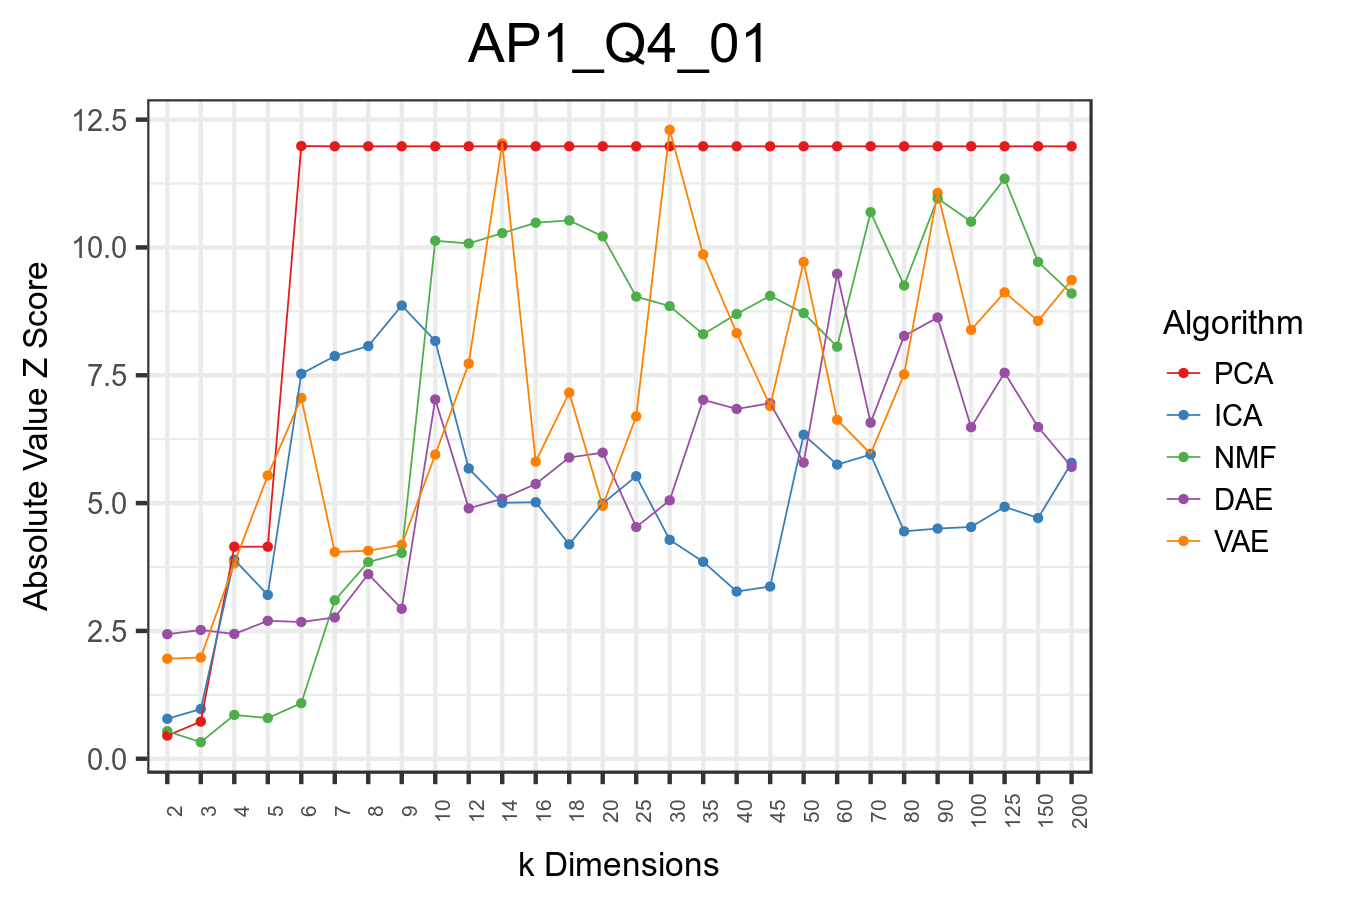 AP1_Q4_01
Absolute Value Z Score
12.5
10.0
7.5
5.0
2.5
0.0
2 3 4 5 6 7 8 9 10 12 14 16 18 20 25 30 35 40 45 50 60 70 80 90 100 125 150 200
k Dimensions
Algorithm
PCA
ICA
NMF
DAE
VAE